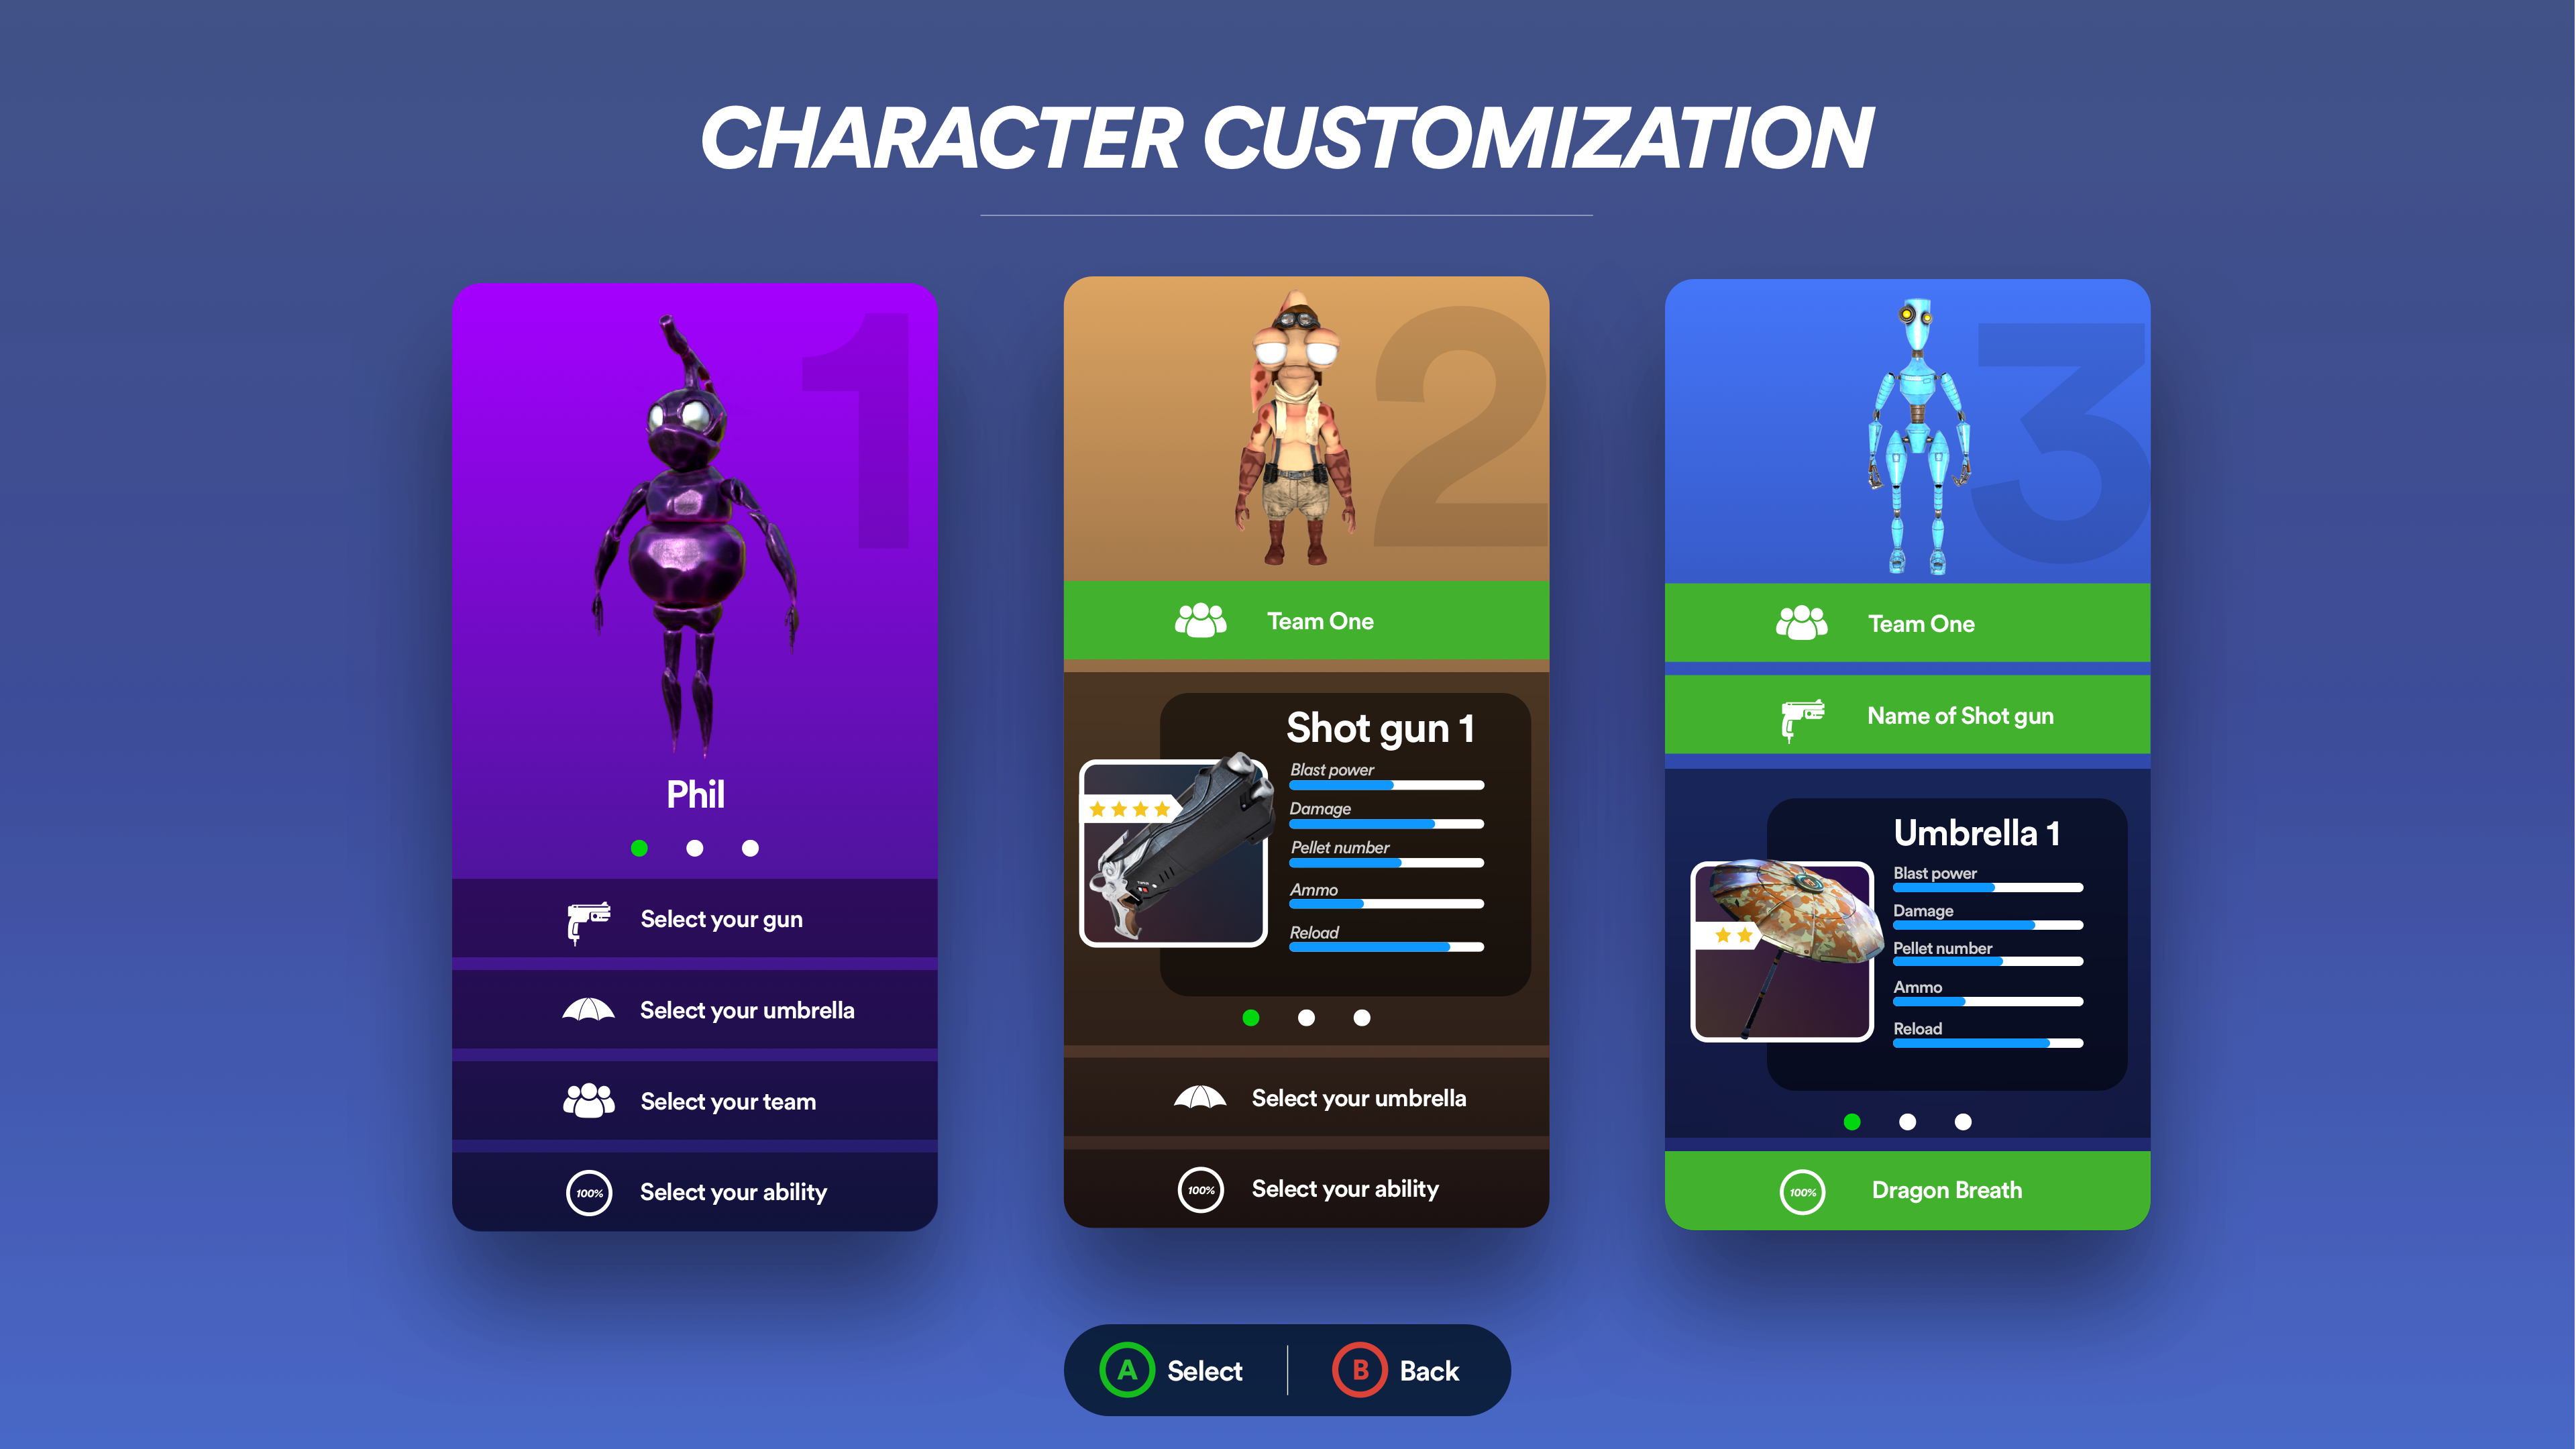 CHARACTER CUSTOMIZATION
1
Phil
Select your gun
Select your umbrella
Select your team
100%
Select your ability
2
Team One
Shot gun 1
Blast power
Damage
Pellet number
Ammo
Reload
Select your umbrella
100%
Select your ability
3
Team One
Name of Shot gun
Umbrella 1
Blast power
Damage
Pellet number
Ammo
Reload
100%
Dragon Breath
A Select
B Back